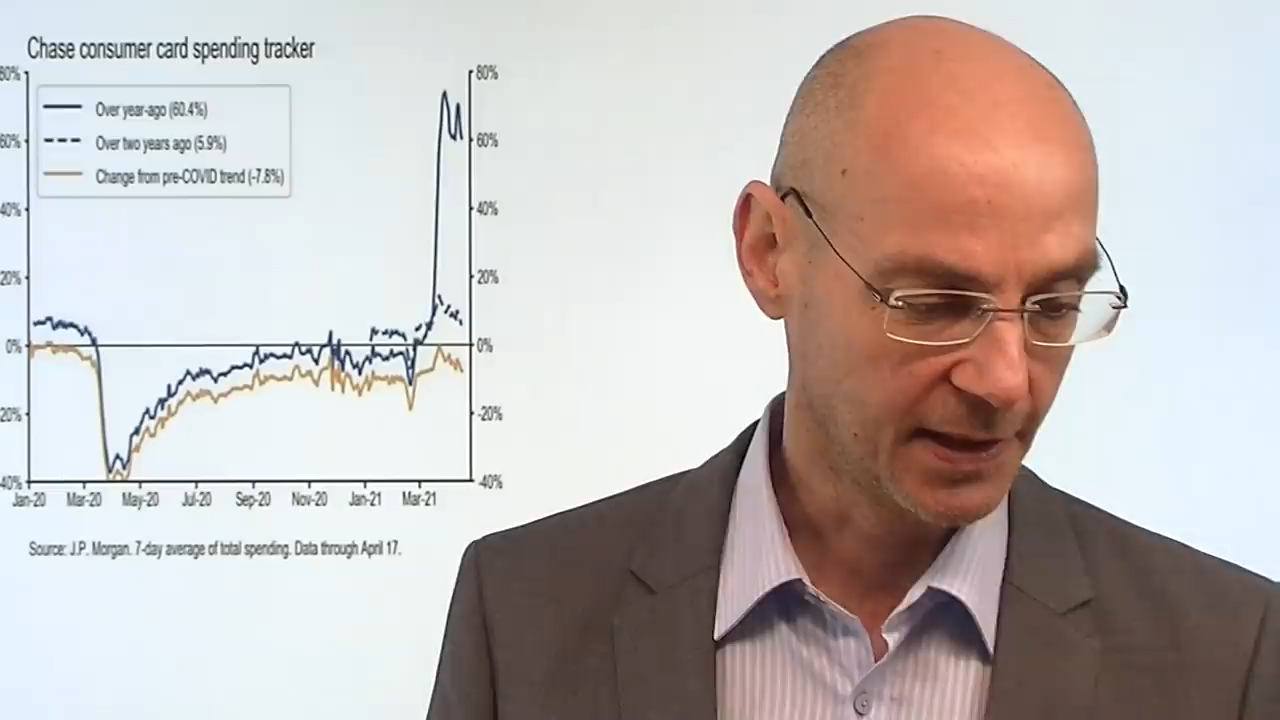 Chase consumer card spending tracker
80% 80%
Over year-ago (60.4%)
60% Over two years ago (5.9%) 60%
Change from pre-COVID trend (-7.8%)
40% 40%
20% 20%
0% 0%
20% -20%
40% -40%
Jan-20 Mar-20 May-20 Jul-20 Sep-20 Nov-20 Jan-21 Mar-21
Source: J.P. Morgan. 7-day average of total spending. Data through April 17.